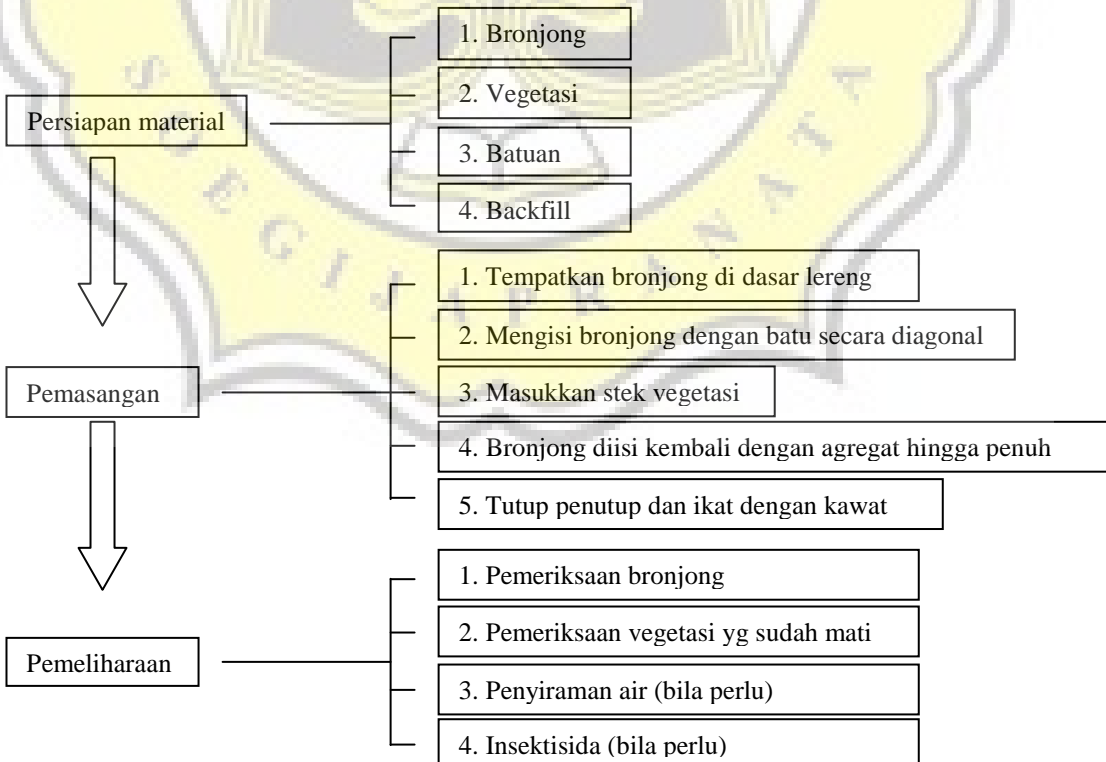 1. Bronjong
2. Vegetasi
Persiapan material
3. Batuan
4. Backfill
SOEGIJAPRANATA
1. Tempatkan bronjong di dasar lereng
2. Mengisi bronjong dengan batu secara diagonal
Pemasangan
3. Masukkan stek vegetasi
4. Bronjong diisi kembali dengan agregat hingga penuh
5. Tutup penutup dan ikat dengan kawat
1. Pemeriksaan bronjong
2. Pemeriksaan vegetasi yg sudah mati
Pemeliharaan
3. Penyiraman air (bila perlu)
4. Insektisida (bila perlu)